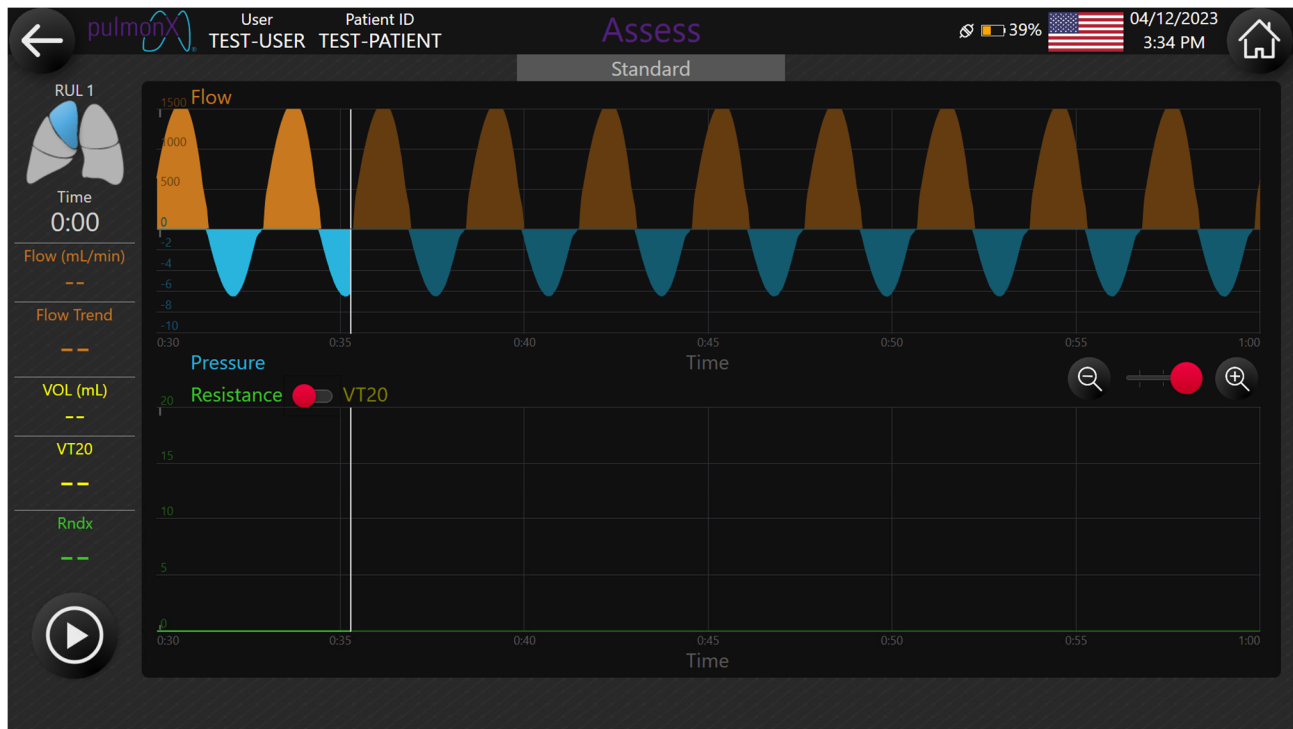 pulmonX
User Patient ID
TEST-USER TEST-PATIENT
Assess
39%
04/12/2023
3:34 PM
Standard
RUL 1
Time
0:00
Flow (mL/min)
--
Flow Trend
--
VOL (mL)
--
VT20
--
Rndx
--
Flow
1500
1000
500
0
-2
-4
-6
-8
-10
0:30 0:35 0:40 0:45 0:50 0:55 1:00
Pressure
Time
Resistance VT20
20
15
10
5
0
0:30 0:35 0:40 0:45 0:50 0:55 1:00
Time